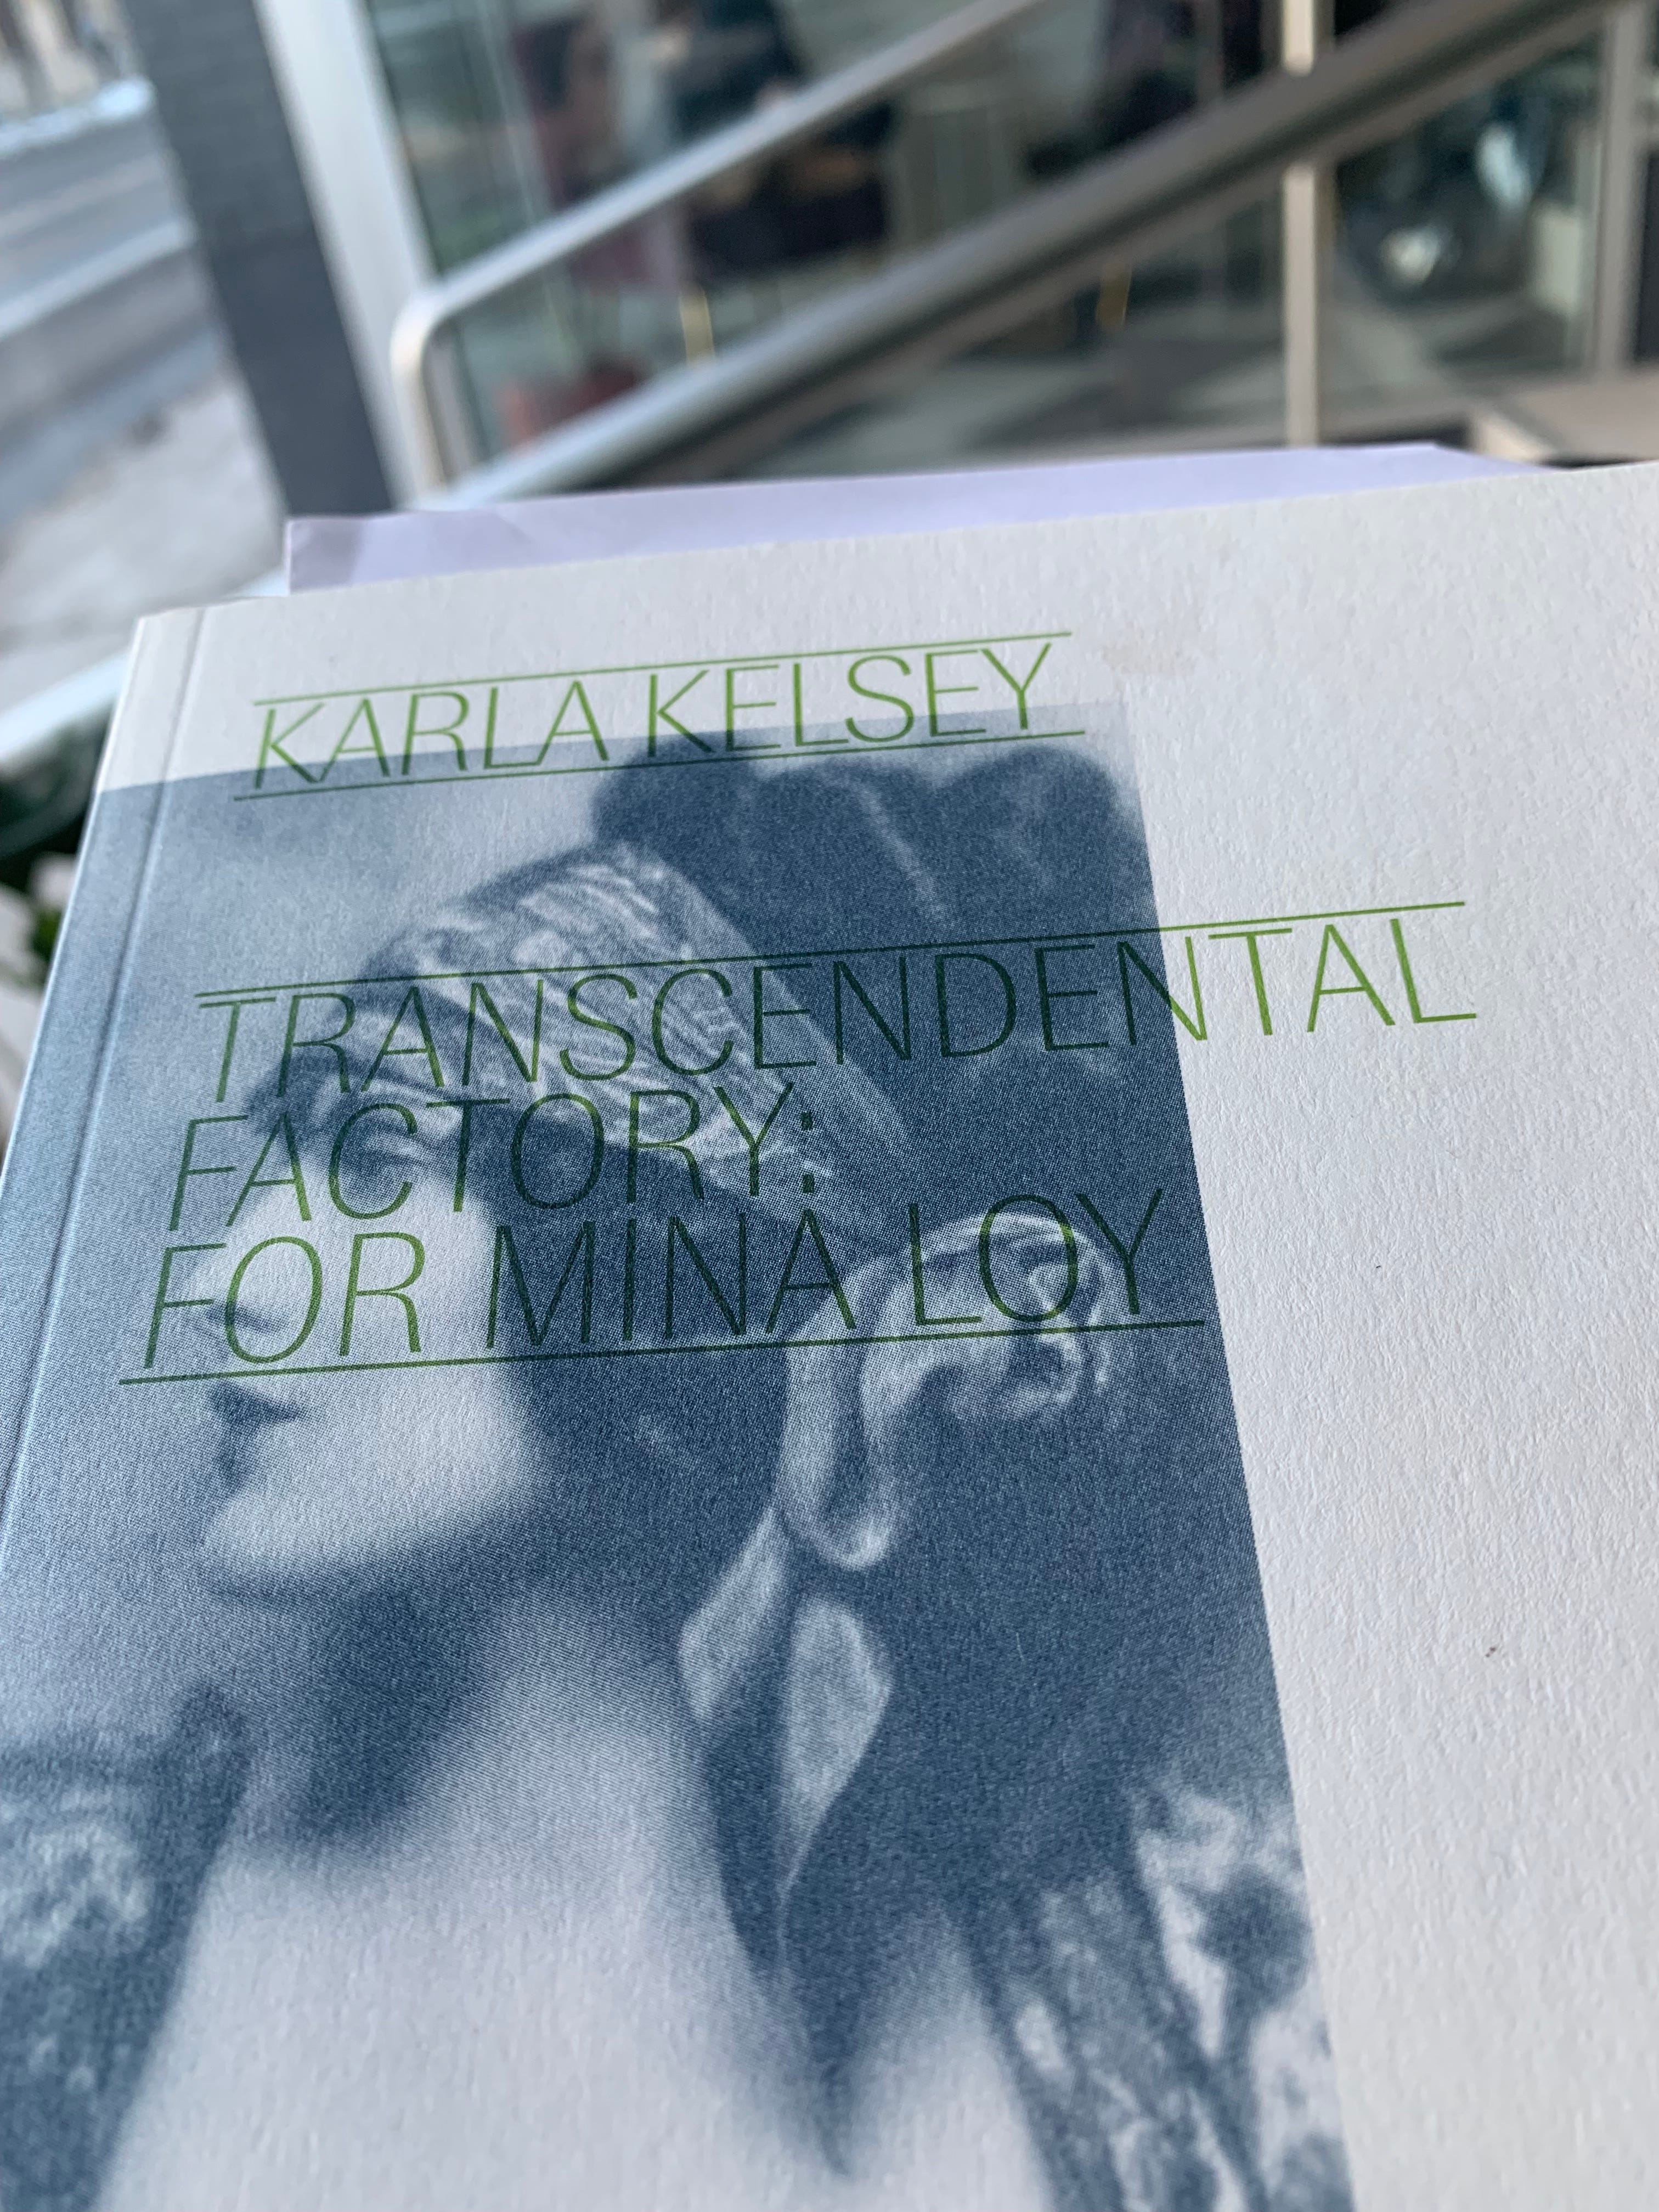 KARLA KELSEY
TRANSCENDENTAL
FACTORY:
FOR MINA LOY